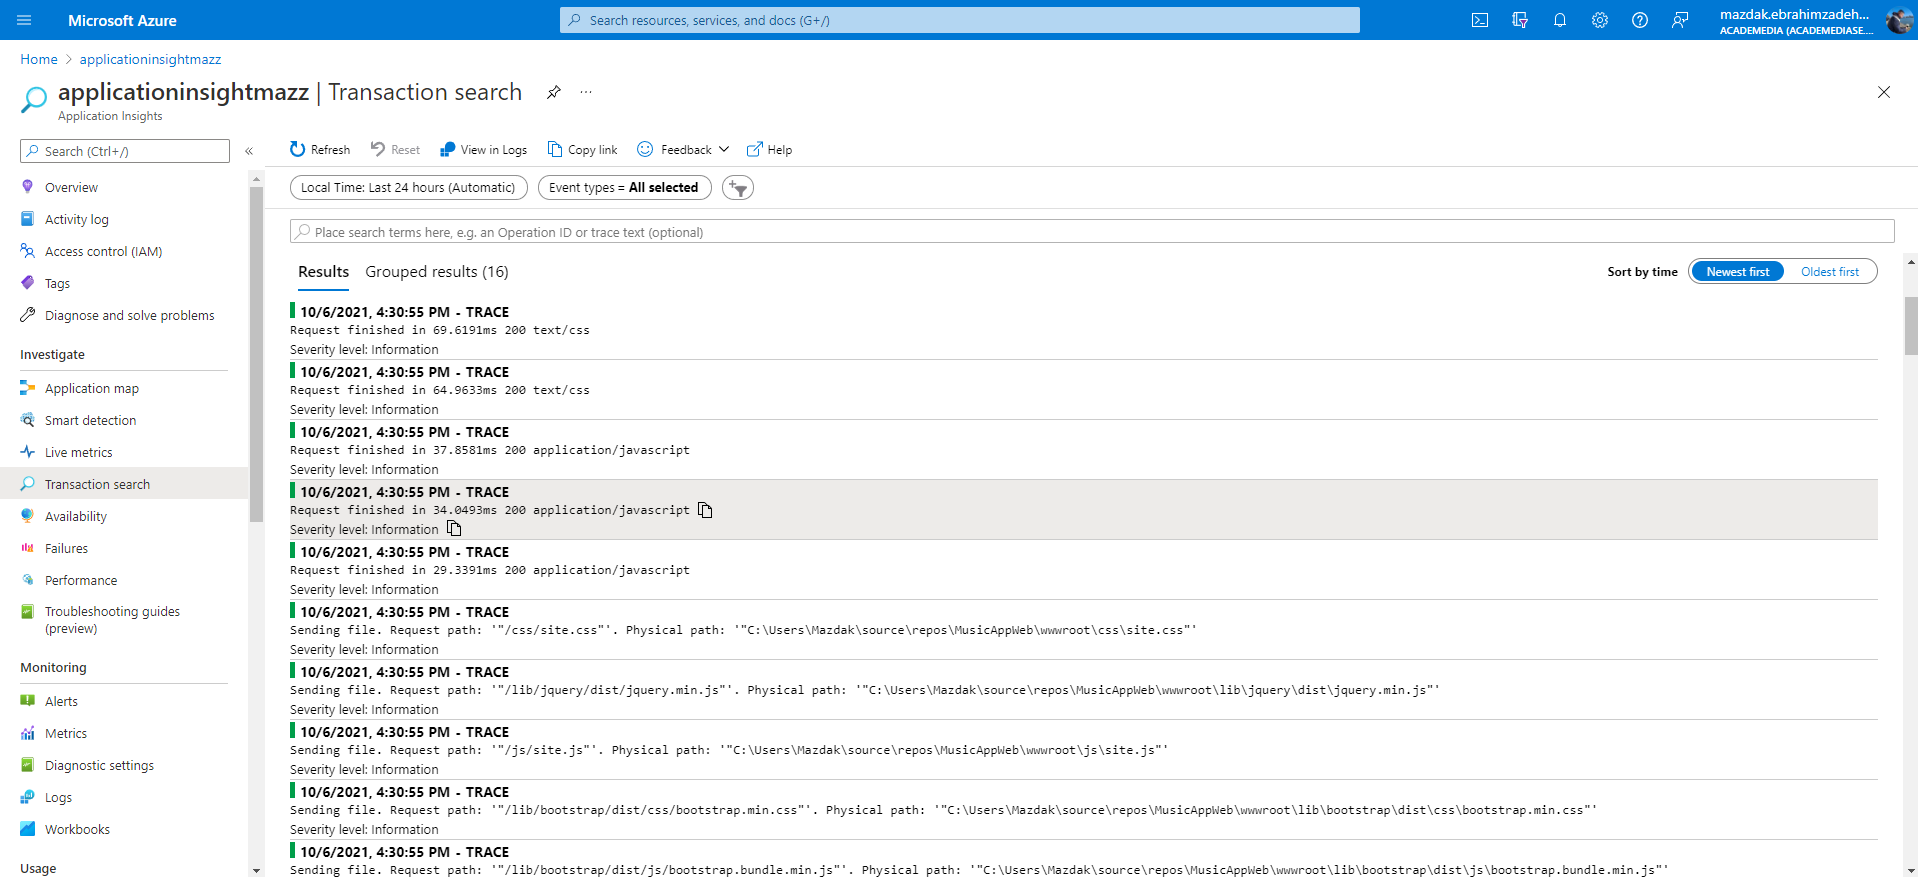 Microsoft Azure
Search resources, services, and docs (G+/)
mazdak.ebrahimzadeh...
ACADEMEDIA (ACADEMEDIASE....
Home > applicationinsightmazz
applicationinsightmazz | Transaction search
Application Insights
Search (Ctrl+/)
Overview
Activity log
Access control (IAM)
Tags
Diagnose and solve problems
Investigate
Application map
Smart detection
Live metrics
Transaction search
Availability
Failures
Performance
Troubleshooting guides
(preview)
Monitoring
Alerts
Metrics
Diagnostic settings
Logs
Workbooks
Usage
Refresh Reset View in Logs Copy link Feedback Help
Local Time: Last 24 hours (Automatic) Event types = All selected
Place search terms here, e.g. an Operation ID or trace text (optional)
Results Grouped results (16) Sort by time Newest first Oldest first
10/6/2021, 4:30:55 PM - TRACE
Request finished in 69.6191ms 200 text/css
Severity level: Information
10/6/2021, 4:30:55 PM - TRACE
Request finished in 64.9633ms 200 text/css
Severity level: Information
10/6/2021, 4:30:55 PM - TRACE
Request finished in 37.8581ms 200 application/javascript
Severity level: Information
10/6/2021, 4:30:55 PM - TRACE
Request finished in 34.0493ms 200 application/javascript
Severity level: Information
10/6/2021, 4:30:55 PM - TRACE
Request finished in 29.3391ms 200 application/javascript
Severity level: Information
10/6/2021, 4:30:55 PM - TRACE
Sending file. Request path: '"/css/site.css"'. Physical path: '"C:\Users\Mazdak\source\repos\MusicAppWeb\wwwroot\css\site.css"'
Severity level: Information
10/6/2021, 4:30:55 PM - TRACE
Sending file. Request path: '"/lib/jquery/dist/jquery.min.js"'. Physical path: '"C:\Users\Mazdak\source\repos\MusicAppWeb\wwwroot\lib\jquery\dist\jquery.min.js"'
Severity level: Information
10/6/2021, 4:30:55 PM - TRACE
Sending file. Request path: '"/js/site.js"'. Physical path: '"C:\Users\Mazdak\source\repos\MusicAppWeb\wwwroot\js\site.js"'
Severity level: Information
10/6/2021, 4:30:55 PM - TRACE
Sending file. Request path: '"/lib/bootstrap/dist/css/bootstrap.min.css"'. Physical path: '"C:\Users\Mazdak\source\repos\MusicAppWeb\wwwroot\lib\bootstrap\dist\css\bootstrap.min.css"'
Severity level: Information
10/6/2021, 4:30:55 PM - TRACE
Sending file. Request path: '"/lib/bootstrap/dist/js/bootstrap.bundle.min.js"'. Physical path: '"C:\Users\Mazdak\source\repos\MusicAppWeb\wwwroot\lib\bootstrap\dist\js\bootstrap.bundle.min.js"'